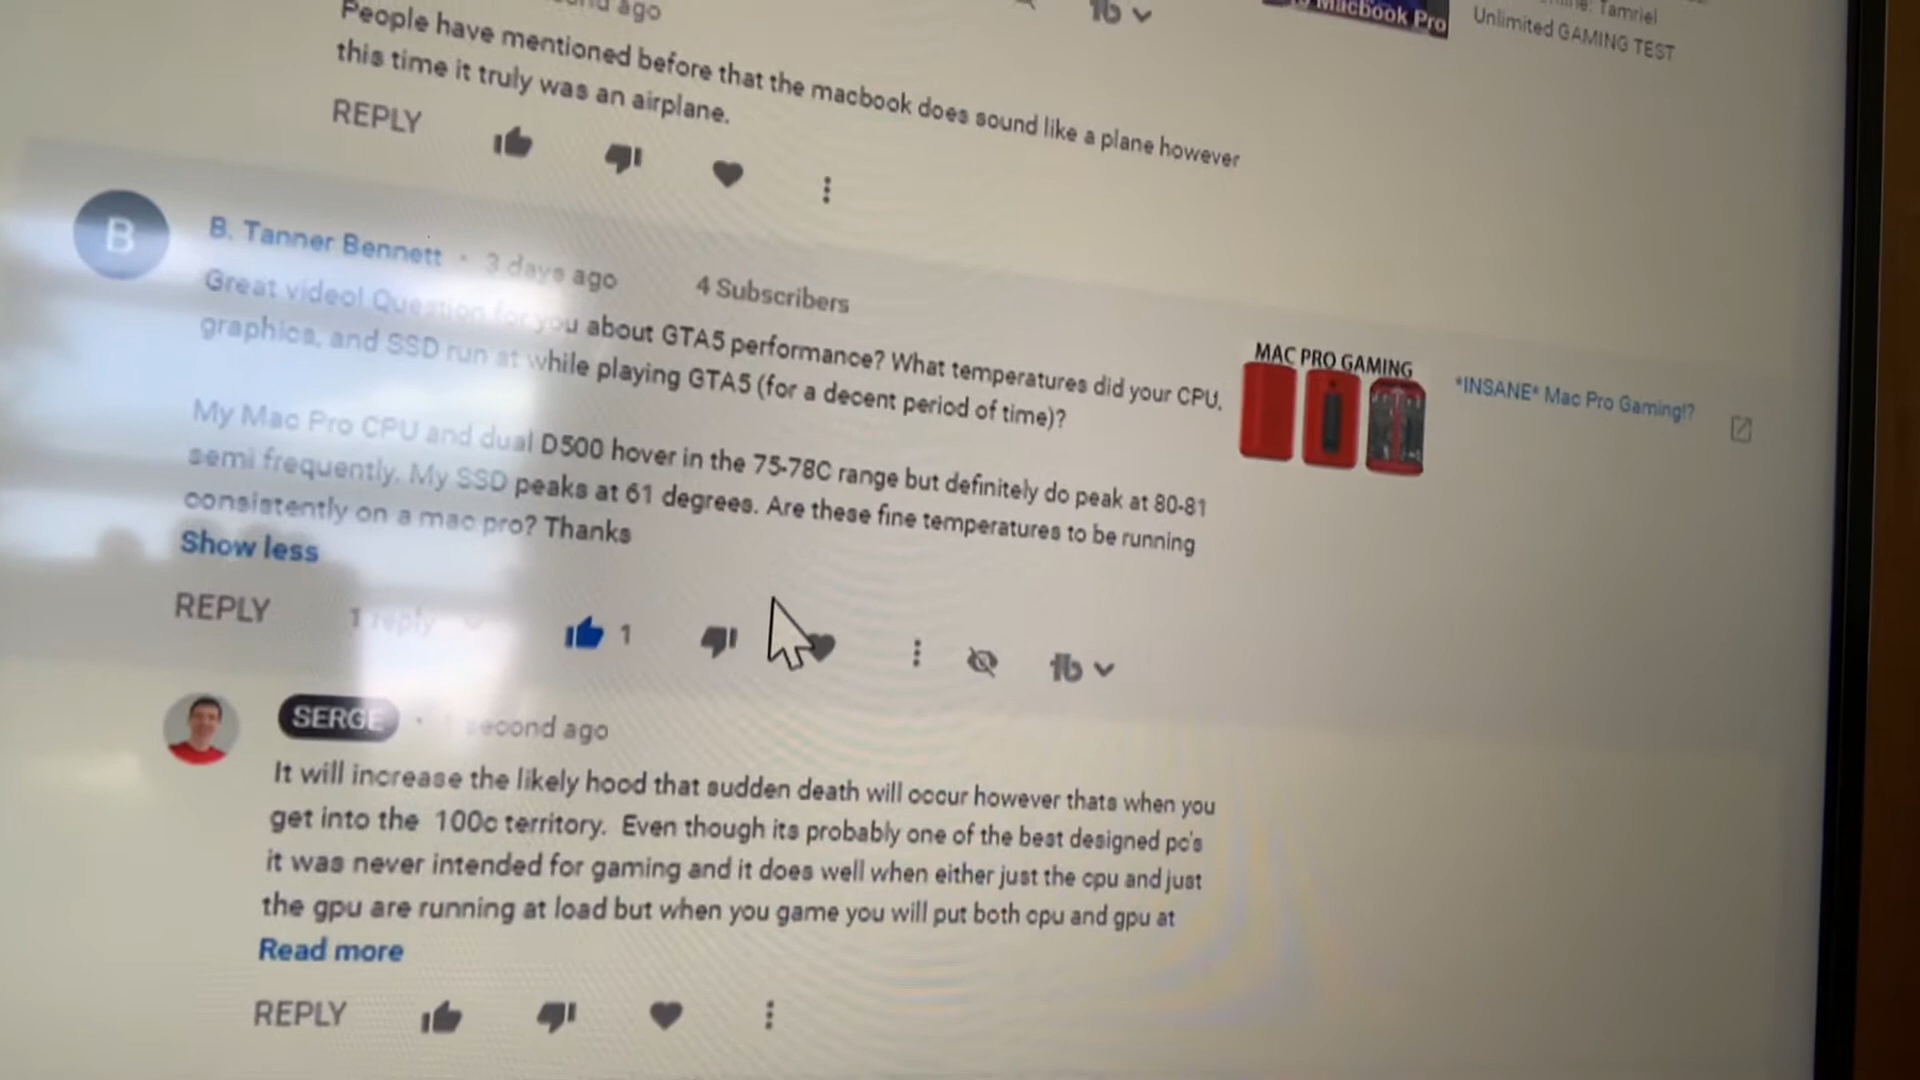 ago
People have mentioned before that the macbook does sound like a plane however
this time it truly was an airplane.
REPLY
Macbook Pro
Tamriel
Unlimited GAMING TEST
B
B. Tanner Bennett · 3 days ago 4 Subscribers
Great video! Question for you about GTA5 performance? What temperatures did your CPU,
graphics, and SSD run at while playing GTA5 (for a decent period of time)?
My Mac Pro CPU and dual D500 hover in the 75-78C range but definitely do peak at 80-81
semi frequently. My SSD peaks at 61 degrees. Are these fine temperatures to be running
consistently on a mac pro? Thanks
Show less
MAC PRO GAMING
*INSANE* Mac Pro Gaming!?
REPLY 1 reply 1
SERGE · 1 second ago
It will increase the likely hood that sudden death will occur however thats when you
get into the 100c territory. Even though its probably one of the best designed pc's
it was never intended for gaming and it does well when either just the cpu and just
the gpu are running at load but when you game you will put both cpu and gpu at
Read more
REPLY